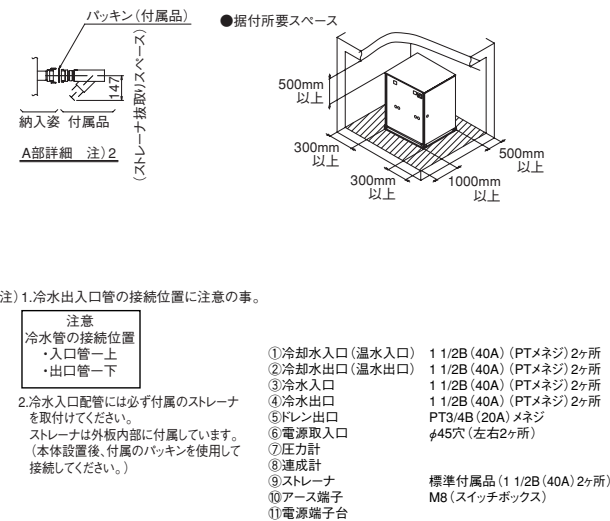 パッキン(付属品)
147
(ストレーナ抜取りスペース)
納入姿 付属品
A部詳細 注)2
●据付所要スペース
500mm
以上
300mm
以上
300mm
以上
1000mm
以上
500mm
以上
注)1.冷水出入口管の接続位置に注意の事。
注意
冷水管の接続位置
・入口管ー上
・出口管ー下
2.冷水入口配管には必ず付属のストレーナ
を取付けてください。
ストレーナは外板内部に付属しています。
(本体設置後、付属のパッキンを使用して
接続してください。)
①冷却水入口(温水入口) 1 1/2B(40A)(PTメネジ)2ヶ所
②冷却水出口(温水出口) 1 1/2B(40A)(PTメネジ)2ヶ所
③冷水入口 1 1/2B(40A)(PTメネジ)2ヶ所
④冷水出口 1 1/2B(40A)(PTメネジ)2ヶ所
⑤ドレン出口 PT3/4B(20A)メネジ
⑥電源取入口 φ45穴(左右2ヶ所)
⑦圧力計
⑧連成計
⑨ストレーナ 標準付属品(1 1/2B(40A)2ヶ所)
⑩アース端子 M8(スイッチボックス)
⑪電源端子台